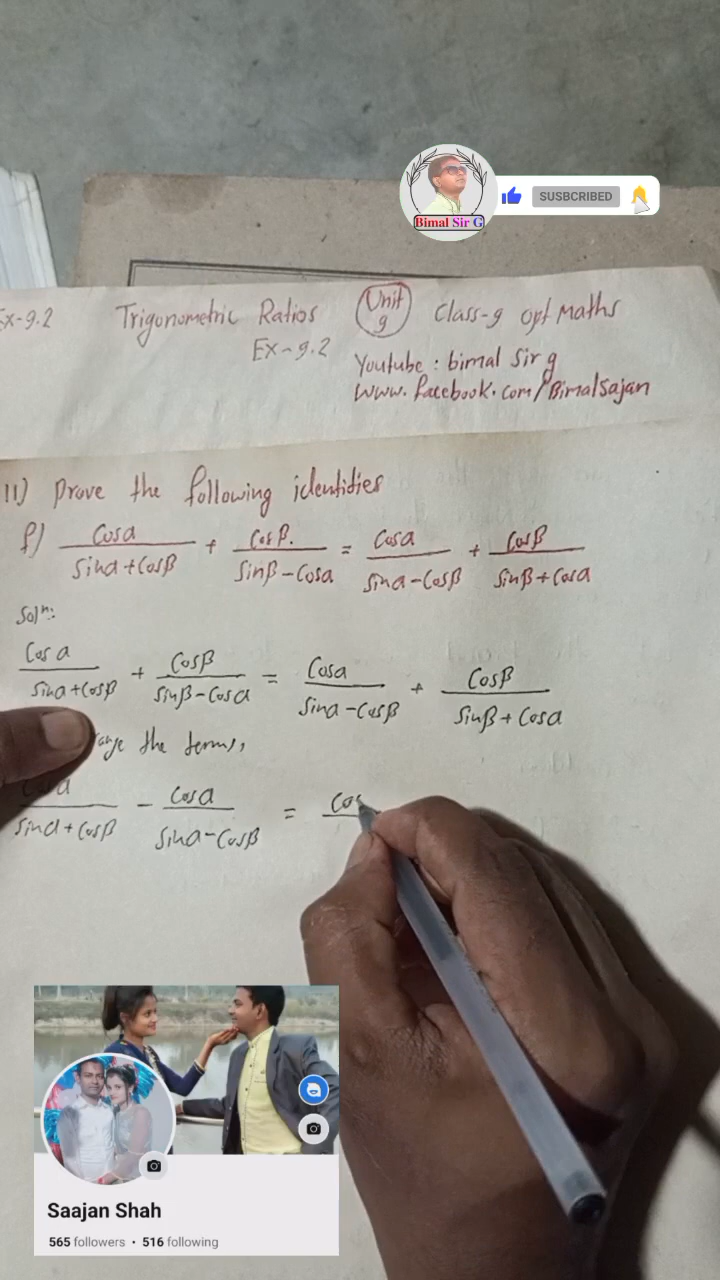 Bimal Sir G
SUSBCRIBED
Ex-9.2 Trigonometric Ratios Unit 9 Class-9 Opt Maths
Ex-9.2
Youtube : bimal sir g
www.facebook.com/Bimalsajan
11) Prove the following identities
f) Cosα/(sinα+Cosβ) + Cosβ./(sinβ-Cosα) = Cosα/(sinα-Cosβ) + Cosβ/(sinβ+Cosα)
Solⁿ:
Cosα/(sinα+Cosβ) + Cosβ/(sinβ-Cosα) = Cosα/(sinα-Cosβ) + Cosβ/(sinβ+Cosα)
the terms,
Cosα/(sinα+Cosβ) - Cosα/(sinα-Cosβ) = Cos
Saajan Shah
565 followers • 516 following